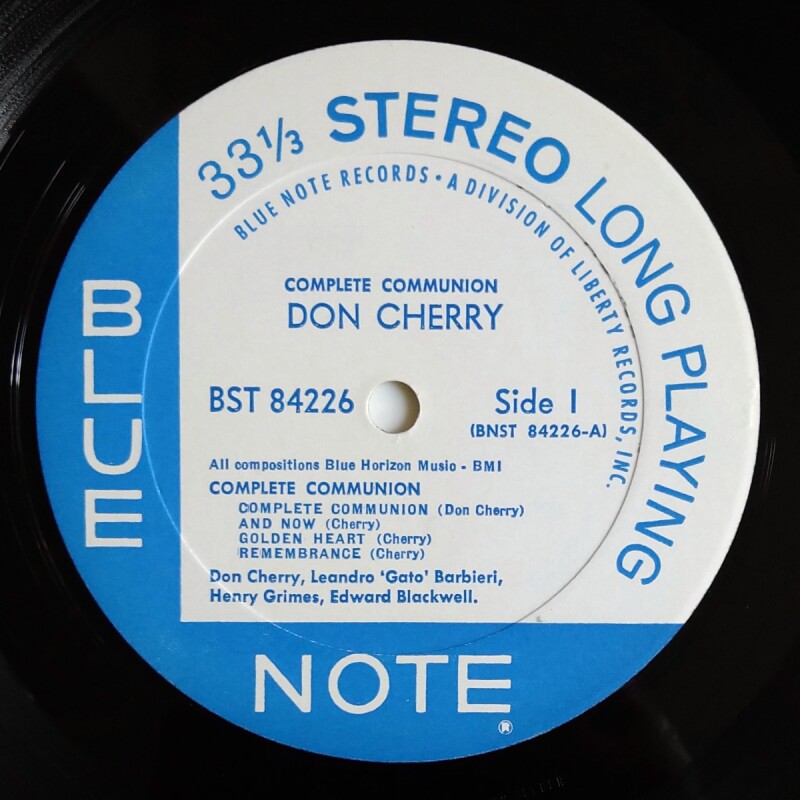 33⅓ STEREO LONG PLAYING
BLUE NOTE RECORDS • A DIVISION OF LIBERTY RECORDS, INC.
COMPLETE COMMUNION
DON CHERRY
BST 84226
Side 1
(BNST 84226-A)
All compositions Blue Horizon Music - BMI
COMPLETE COMMUNION
COMPLETE COMMUNION (Don Cherry)
AND NOW (Cherry)
GOLDEN HEART (Cherry)
REMEMBRANCE (Cherry)
Don Cherry, Leandro ‘Gato’ Barbieri,
Henry Grimes, Edward Blackwell.
BLUE
NOTE
®